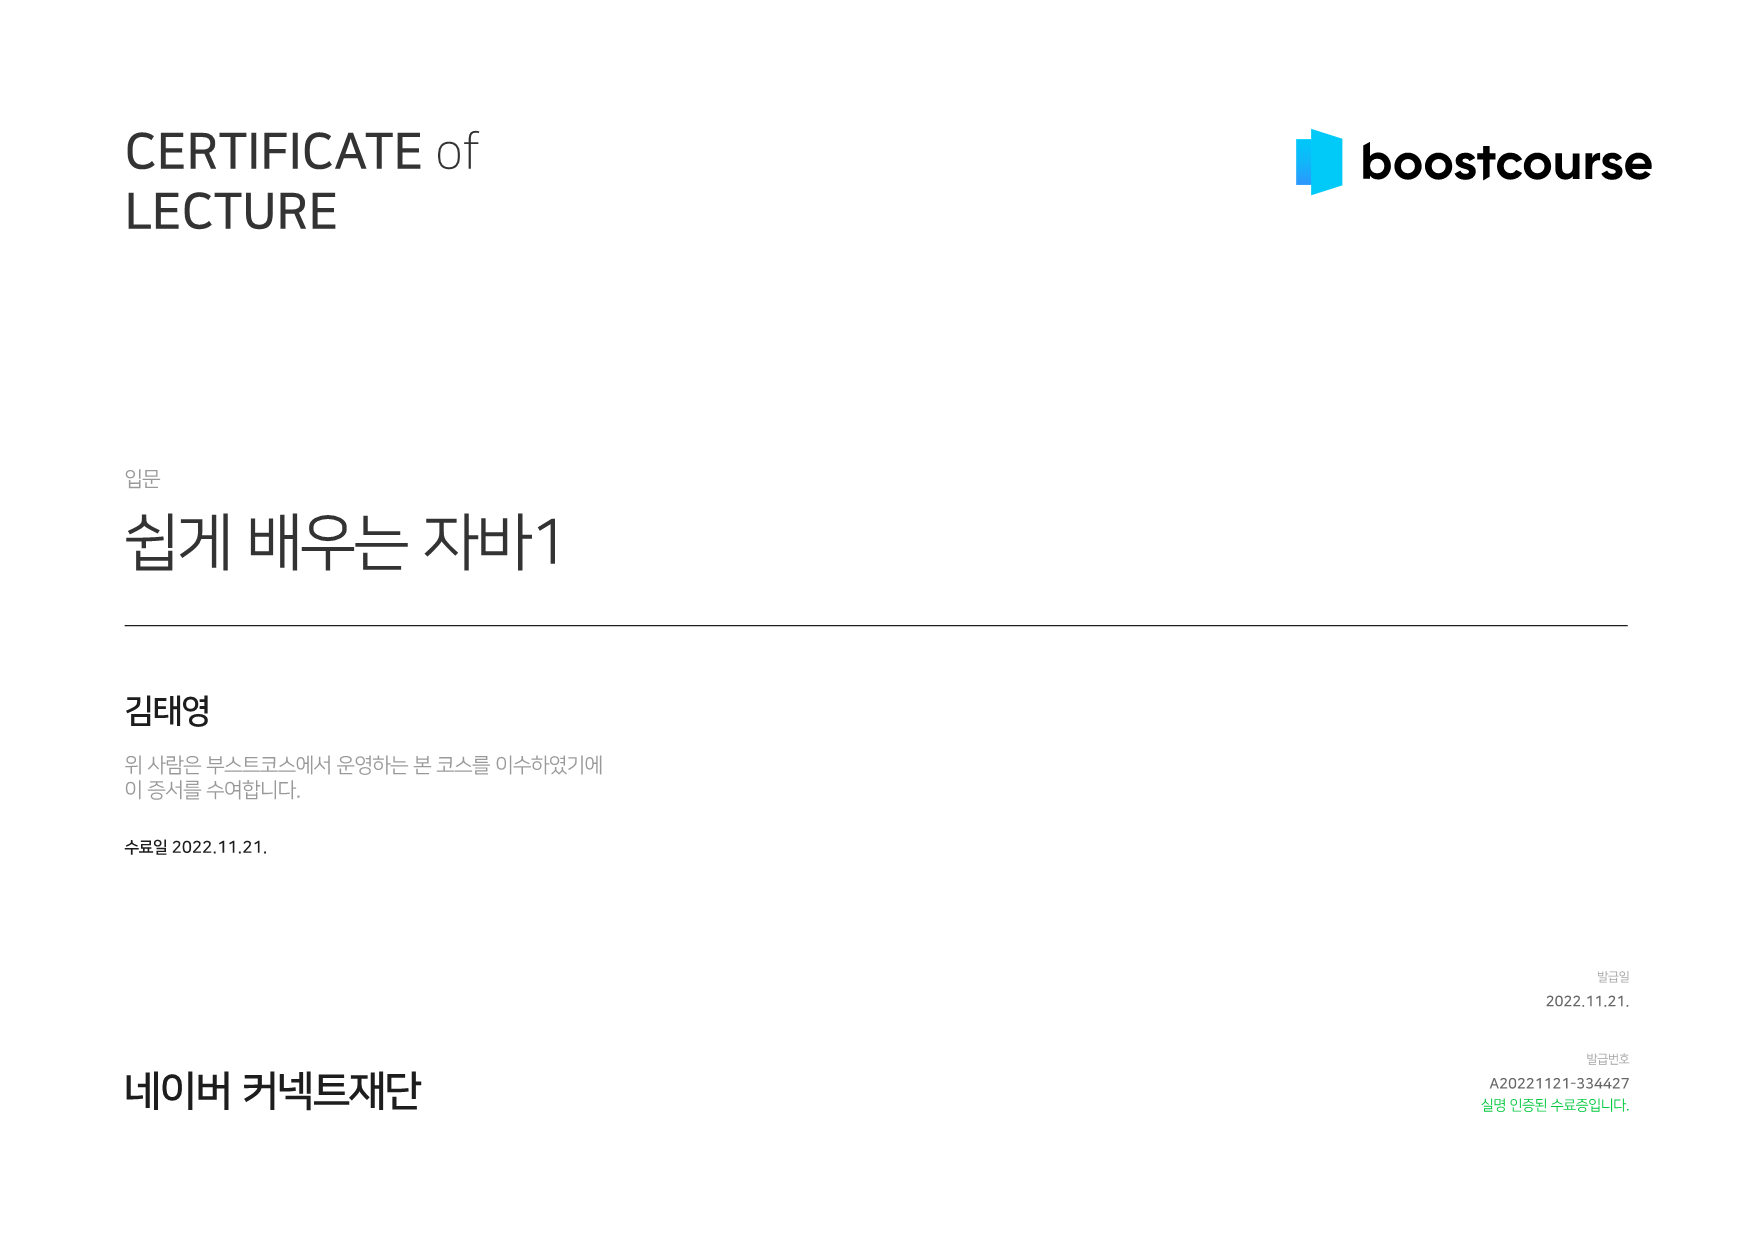 CERTIFICATE of
LECTURE
boostcourse
입문
쉽게 배우는 자바1
김태영
위 사람은 부스트코스에서 운영하는 본 코스를 이수하였기에
이 증서를 수여합니다.
수료일 2022.11.21.
발급일
2022.11.21.
발급번호
A20221121-334427
실명 인증된 수료증입니다.
네이버 커넥트재단